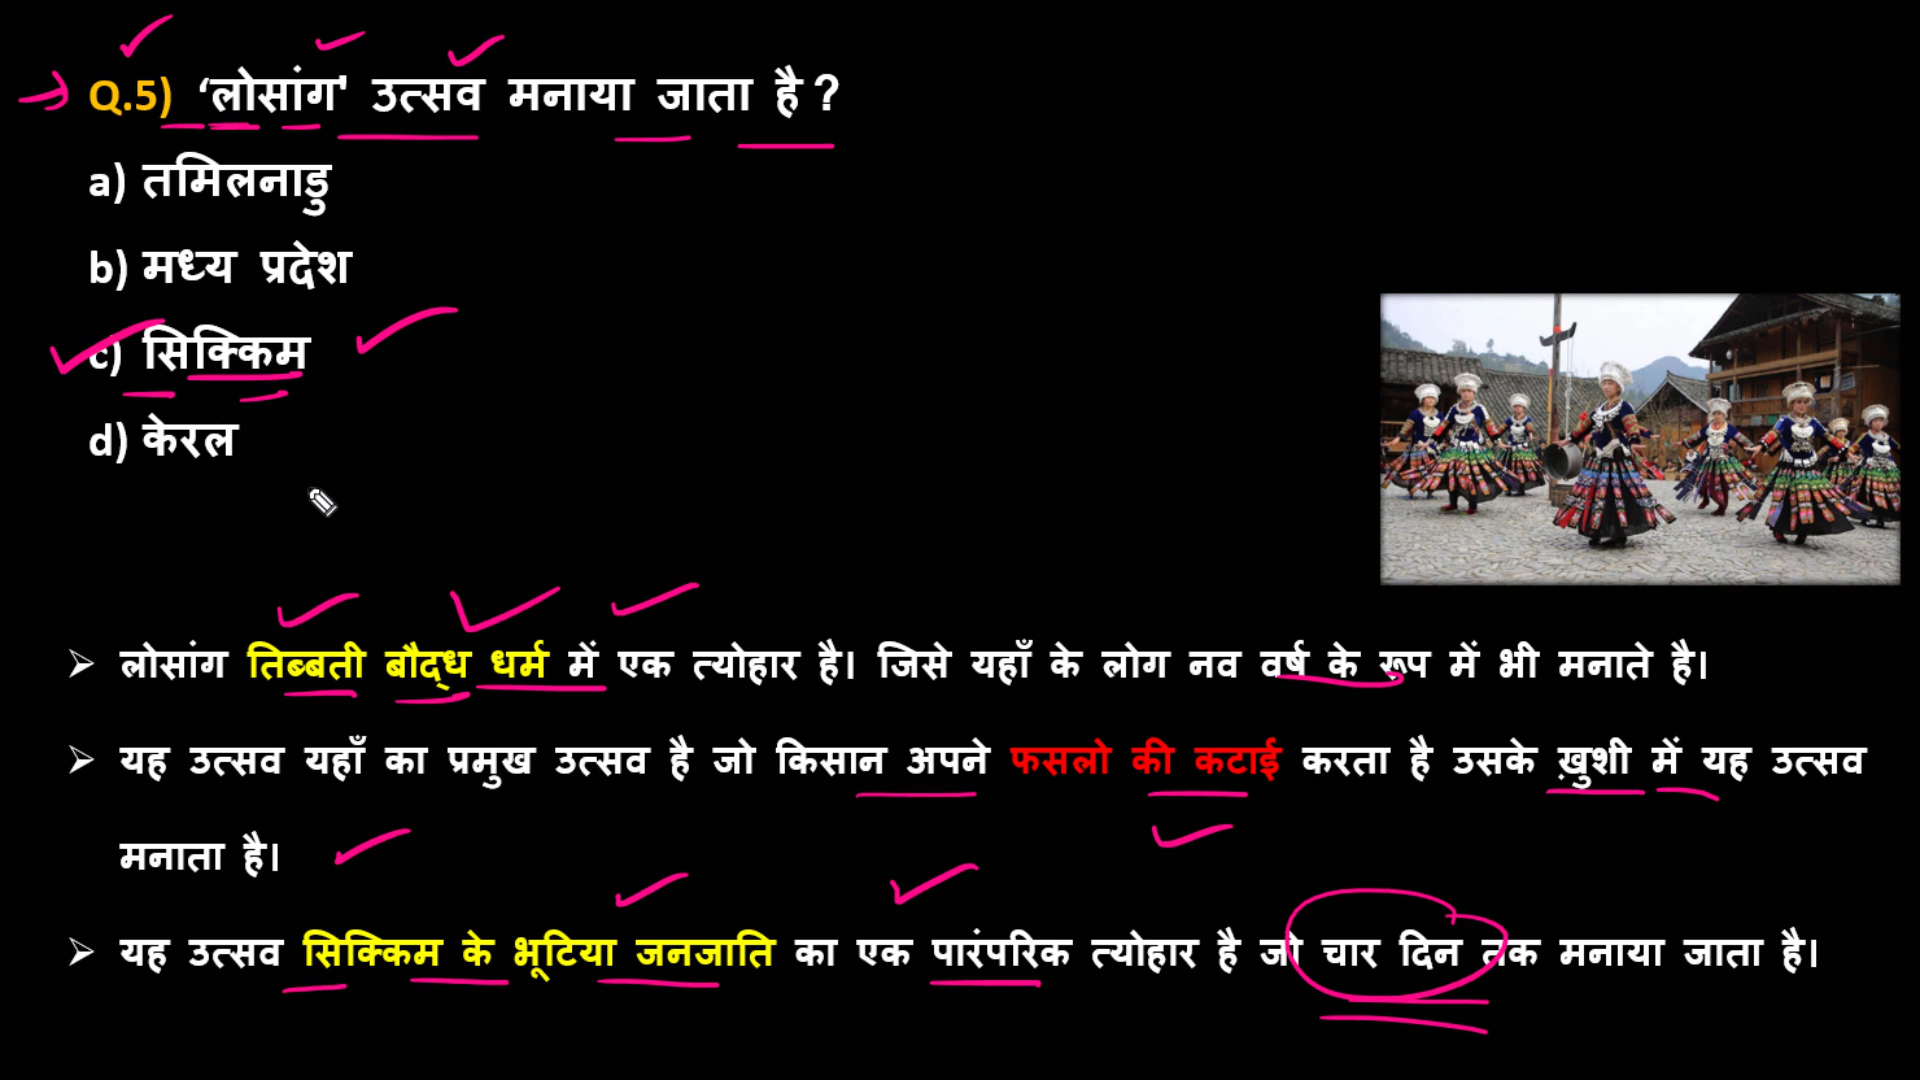 Q.5) ‘लोसांग' उत्सव मनाया जाता है ?
a) तमिलनाडु
b) मध्य प्रदेश
c) सिक्किम
d) केरल
➢ लोसांग तिब्बती बौद्ध धर्म में एक त्योहार है। जिसे यहाँ के लोग नव वर्ष के रूप में भी मनाते है।
➢ यह उत्सव यहाँ का प्रमुख उत्सव है जो किसान अपने फसलो की कटाई करता है उसके ख़ुशी में यह उत्सव
मनाता है।
➢ यह उत्सव सिक्किम के भूटिया जनजाति का एक पारंपरिक त्योहार है जो चार दिन तक मनाया जाता है।